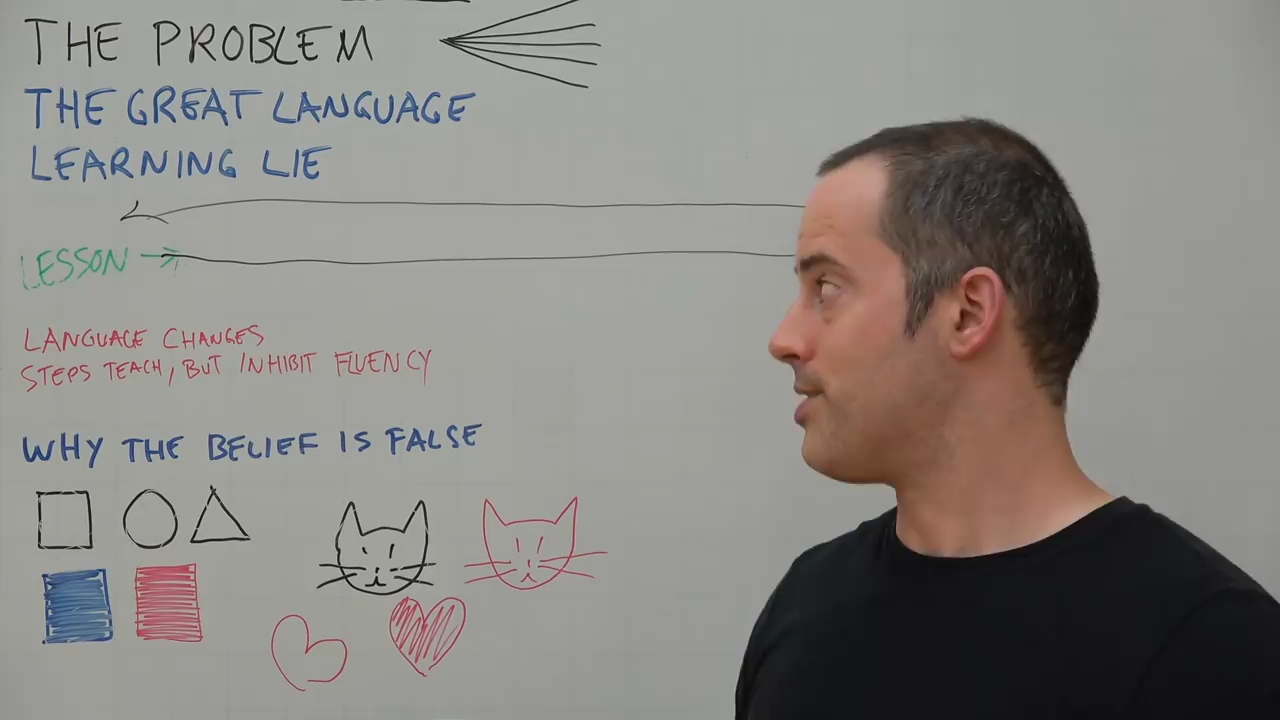 THE PROBLEM
THE GREAT LANGUAGE
LEARNING LIE
LESSON
LANGUAGE CHANGES
STEPS TEACH, BUT INHIBIT FLUENCY
WHY THE BELIEF IS FALSE